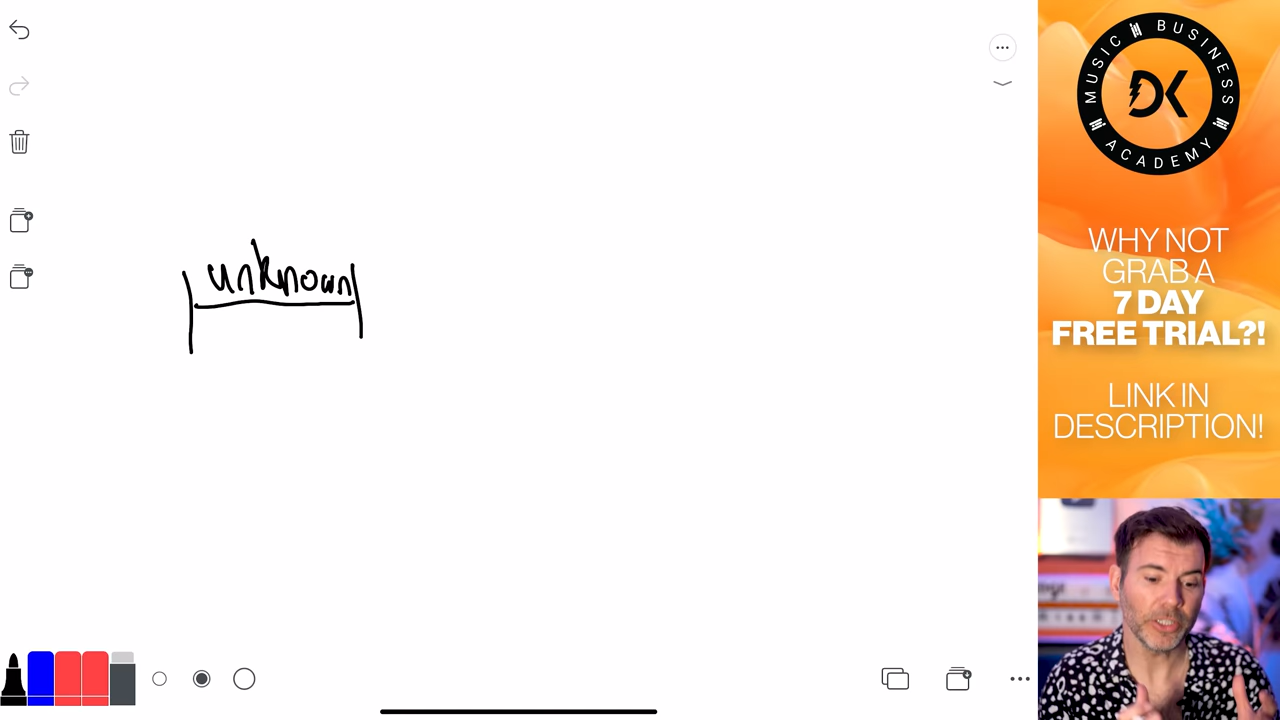 unknown
MUSIC BUSINESS ACADEMY
DK
WHY NOT
GRAB A
7 DAY
FREE TRIAL?!
LINK IN
DESCRIPTION!